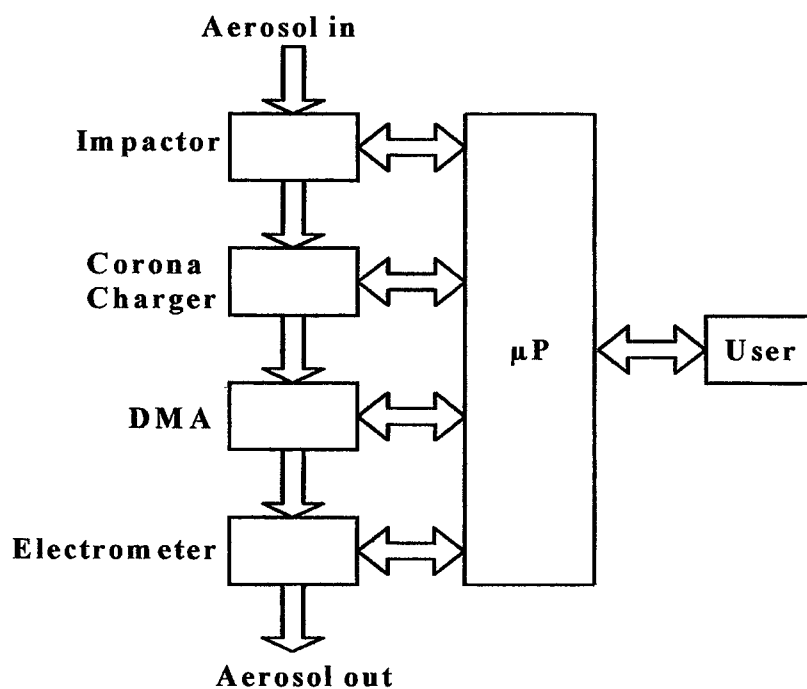 Aerosol in
Impactor
Corona
Charger
µP
User
DMA
Electrometer
Aerosol out